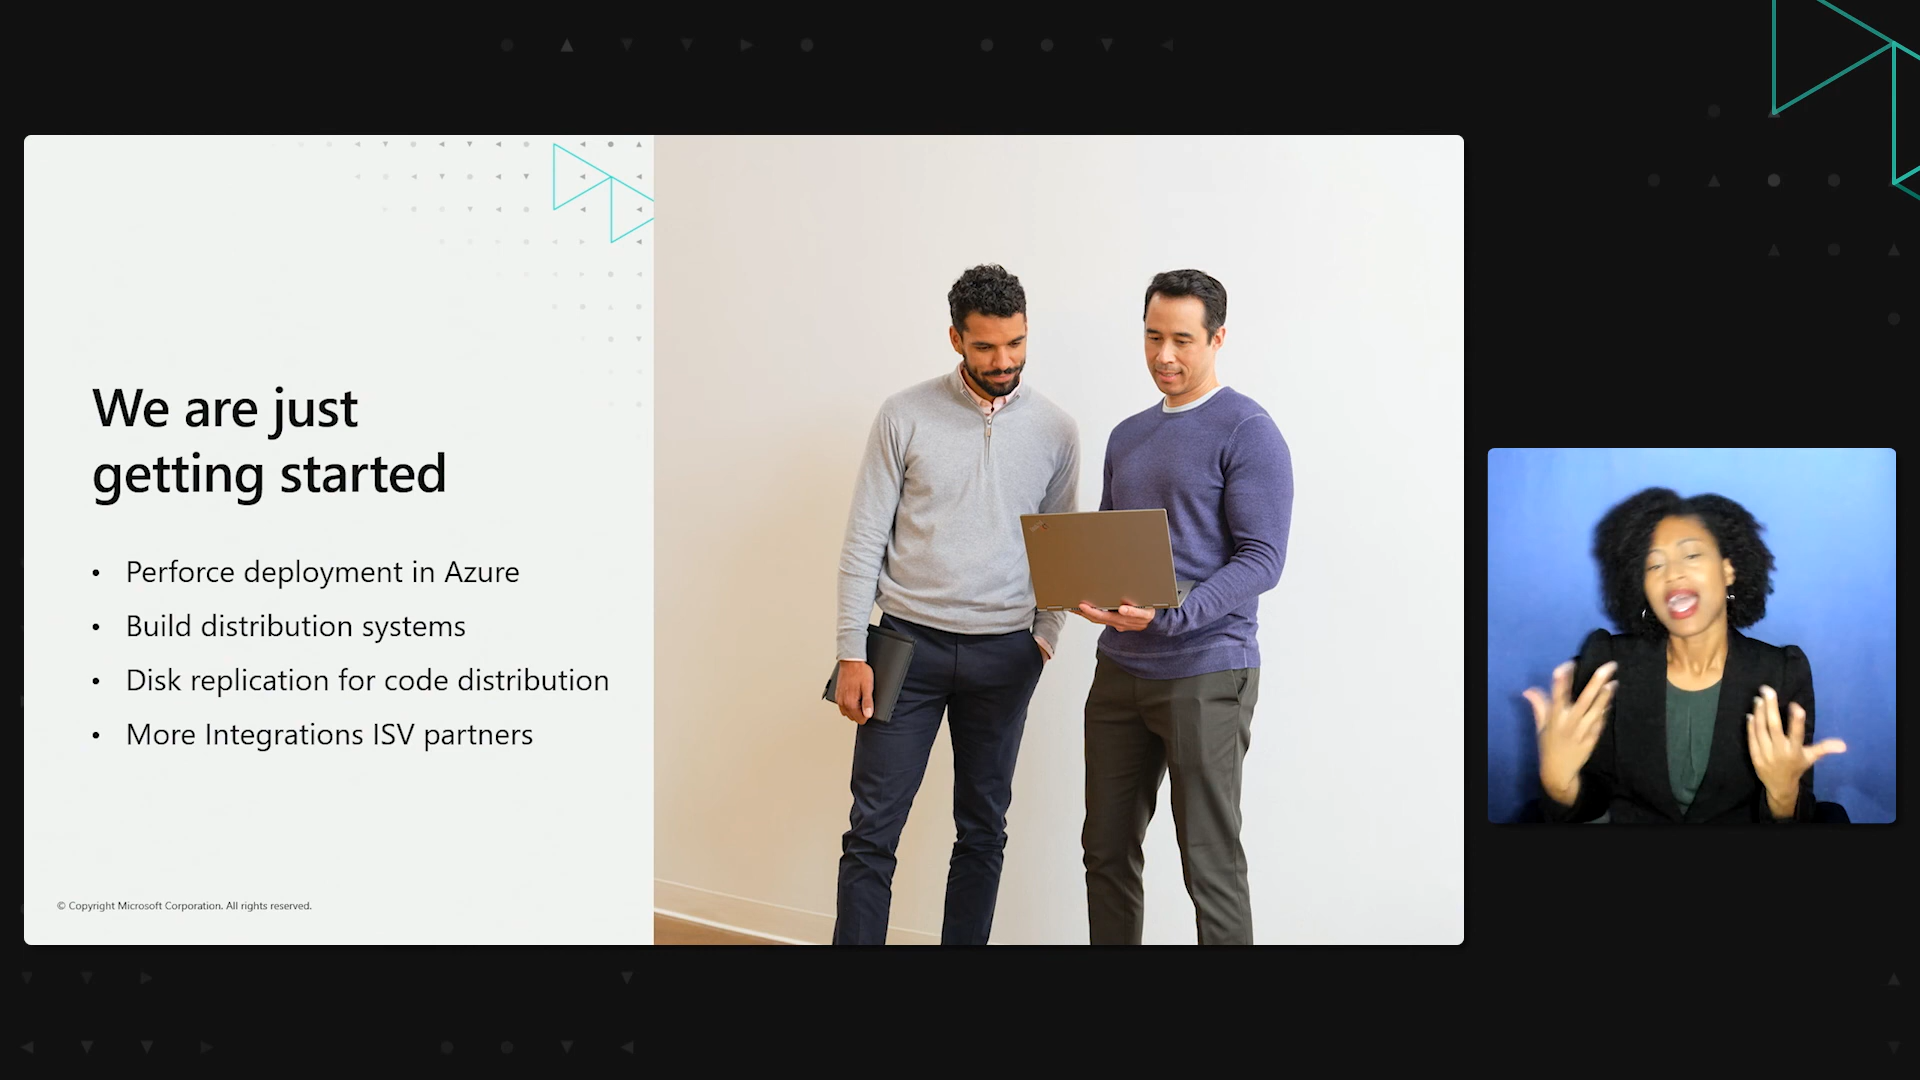 We are just
getting started
• Perforce deployment in Azure
• Build distribution systems
• Disk replication for code distribution
• More Integrations ISV partners
© Copyright Microsoft Corporation. All rights reserved.